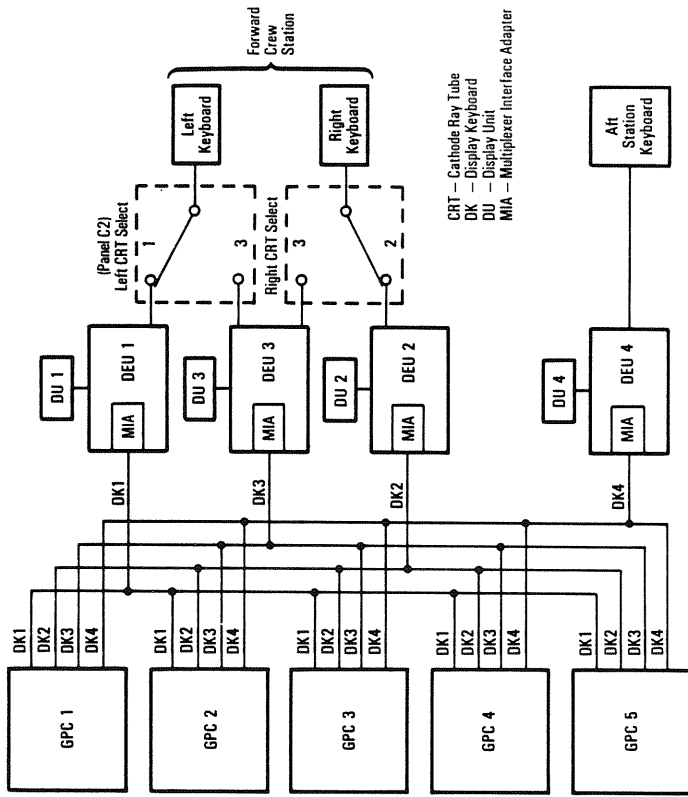 Forward
Crew
Station
Left
Keyboard
Right
Keyboard
Aft
Station
Keyboard
(Panel C2)
Left CRT Select
1
3
Right CRT Select
3
2
CRT – Cathode Ray Tube
DK – Display Keyboard
DU – Display Unit
MIA – Multiplexer Interface Adapter
DU 1
DEU 1
MIA
DU 3
DEU 3
MIA
DU 2
DEU 2
MIA
DU 4
DEU 4
MIA
DK1
DK3
DK2
DK4
DK1
DK2
DK3
DK4
GPC 1
DK1
DK2
DK3
DK4
GPC 2
DK1
DK2
DK3
DK4
GPC 3
DK1
DK2
DK3
DK4
GPC 4
DK1
DK2
DK3
DK4
GPC 5